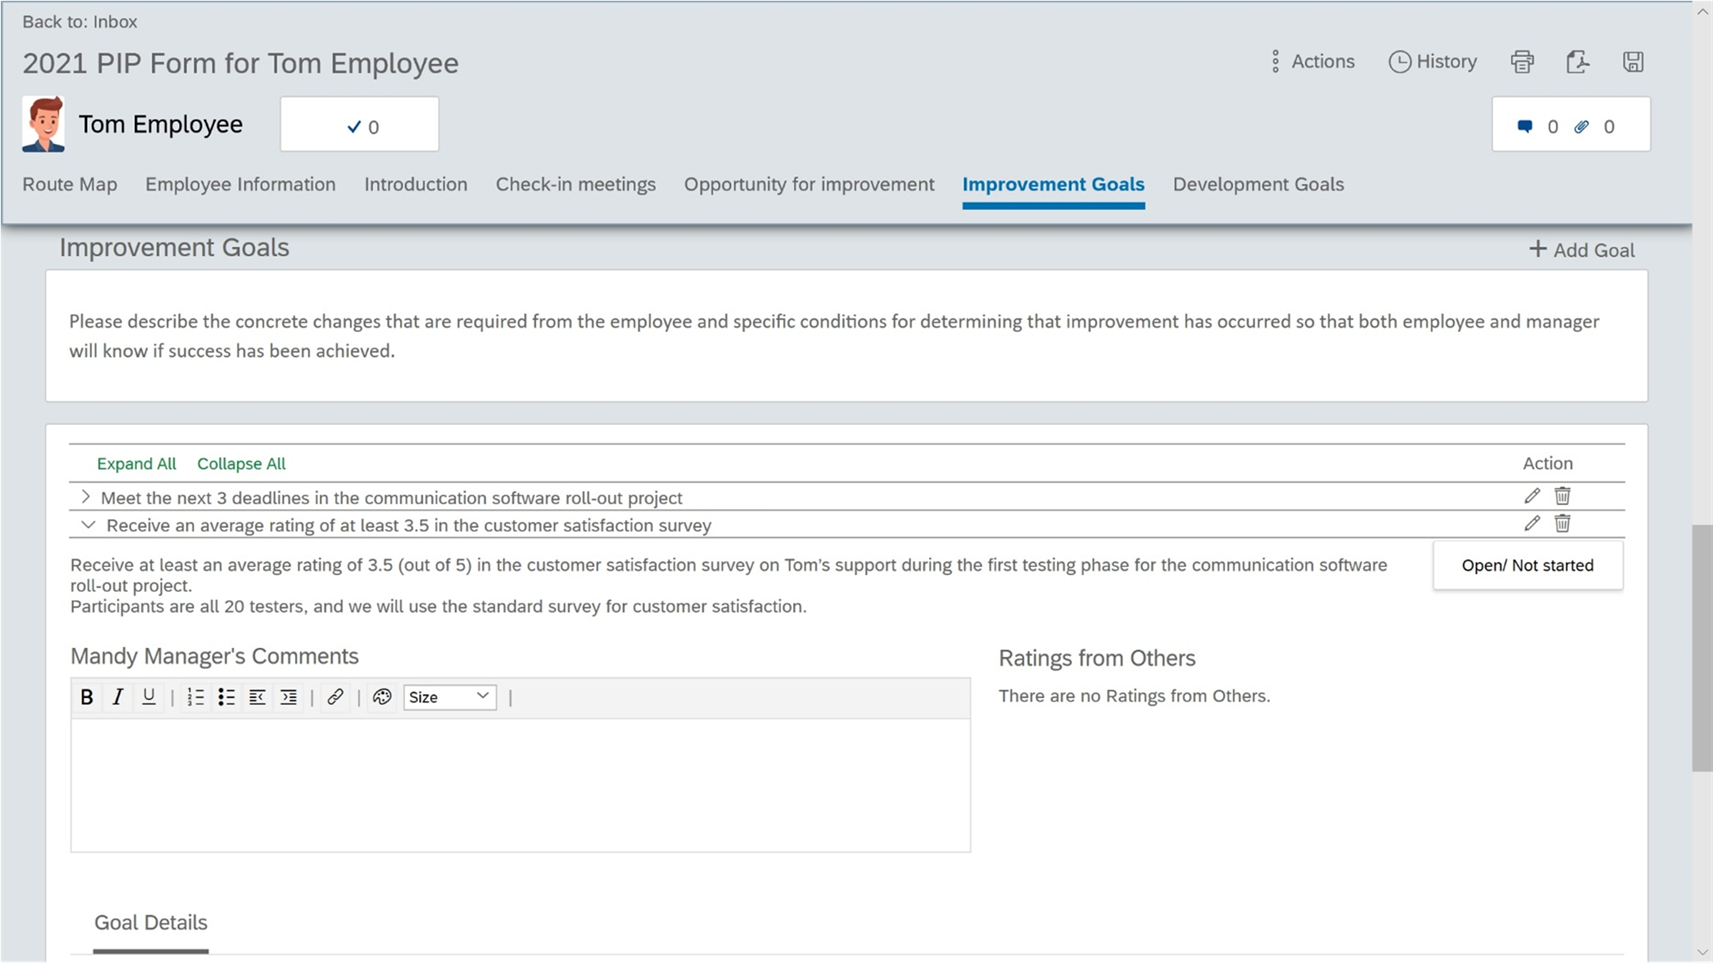 Back to: Inbox
2021 PIP Form for Tom Employee
Actions History
Tom Employee 0 0 0
Route Map Employee Information Introduction Check-in meetings Opportunity for improvement Improvement Goals Development Goals
Improvement Goals + Add Goal
Please describe the concrete changes that are required from the employee and specific conditions for determining that improvement has occurred so that both employee and manager
will know if success has been achieved.
Expand All Collapse All Action
Meet the next 3 deadlines in the communication software roll-out project
Receive an average rating of at least 3.5 in the customer satisfaction survey
Receive at least an average rating of 3.5 (out of 5) in the customer satisfaction survey on Tom’s support during the first testing phase for the communication software Open/ Not started
roll-out project.
Participants are all 20 testers, and we will use the standard survey for customer satisfaction.
Mandy Manager's Comments Ratings from Others
B I U Size There are no Ratings from Others.
Goal Details